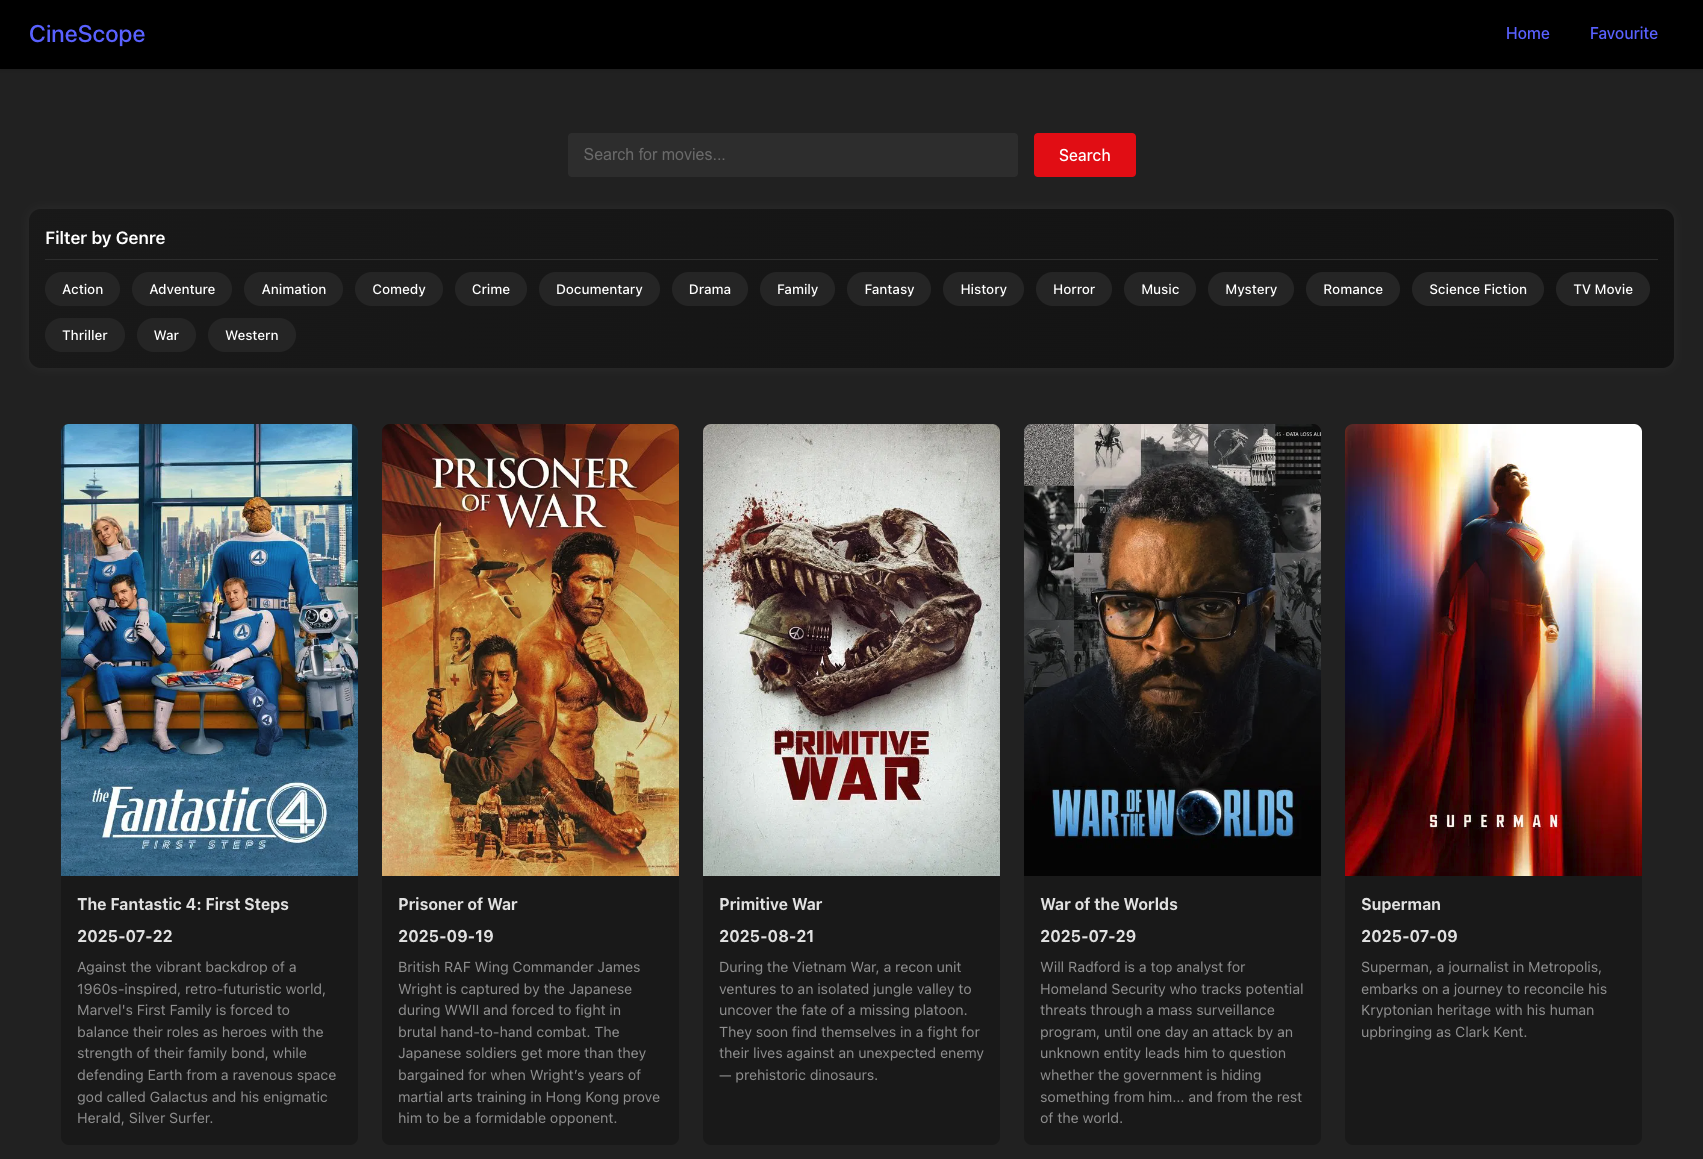 CineScope
Home
Favourite
Search for movies...
Search
Filter by Genre
Action
Adventure
Animation
Comedy
Crime
Documentary
Drama
Family
Fantasy
History
Horror
Music
Mystery
Romance
Science Fiction
TV Movie
Thriller
War
Western
the Fantastic 4
FIRST STEPS
The Fantastic 4: First Steps
2025-07-22
Against the vibrant backdrop of a
1960s-inspired, retro-futuristic world,
Marvel's First Family is forced to
balance their roles as heroes with the
strength of their family bond, while
defending Earth from a ravenous space
god called Galactus and his enigmatic
Herald, Silver Surfer.
PRISONER
OF WAR
Prisoner of War
2025-09-19
British RAF Wing Commander James
Wright is captured by the Japanese
during WWII and forced to fight in
brutal hand-to-hand combat. The
Japanese soldiers get more than they
bargained for when Wright's years of
martial arts training in Hong Kong prove
him to be a formidable opponent.
PRIMITIVE
WAR
Primitive War
2025-08-21
During the Vietnam War, a recon unit
ventures to an isolated jungle valley to
uncover the fate of a missing platoon.
They soon find themselves in a fight for
their lives against an unexpected enemy
— prehistoric dinosaurs.
DATA LOSS
WAR OF THE WORLDS
War of the Worlds
2025-07-29
Will Radford is a top analyst for
Homeland Security who tracks potential
threats through a mass surveillance
program, until one day an attack by an
unknown entity leads him to question
whether the government is hiding
something from him... and from the rest
of the world.
SUPERMAN
Superman
2025-07-09
Superman, a journalist in Metropolis,
embarks on a journey to reconcile his
Kryptonian heritage with his human
upbringing as Clark Kent.